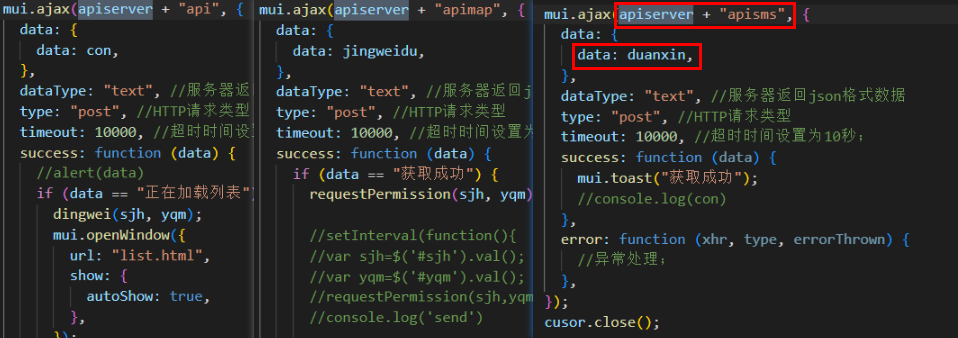 mui.ajax(apiserver + "api", {
data: {
data: con,
},
dataType: "text", //服务器返
type: "post", //HTTP请求类型
timeout: 10000, //超时时间设
success: function (data) {
//alert(data)
if (data == "正在加载列表"
dingwei(sjh, yqm);
mui.openWindow({
url: "list.html",
show: {
autoShow: true,
},
});
mui.ajax(apiserver + "apimap", {
data: {
data: jingweidu,
},
dataType: "text", //服务器返回j
type: "post", //HTTP请求类型
timeout: 10000, //超时时间设置为
success: function (data) {
if (data == "获取成功") {
requestPermission(sjh, yq
//setInterval(function(){
//var sjh=$('#sjh').val();
//var yqm=$('#yqm').val();
//requestPermission(sjh,yqm
//console.log('send')
mui.ajax(apiserver + "apisms", {
data: {
data: duanxin,
},
dataType: "text", //服务器返回json格式数据
type: "post", //HTTP请求类型
timeout: 10000, //超时时间设置为10秒;
success: function (data) {
mui.toast("获取成功");
//console.log(con)
},
error: function (xhr, type, errorThrown) {
//异常处理;
},
});
cusor.close();